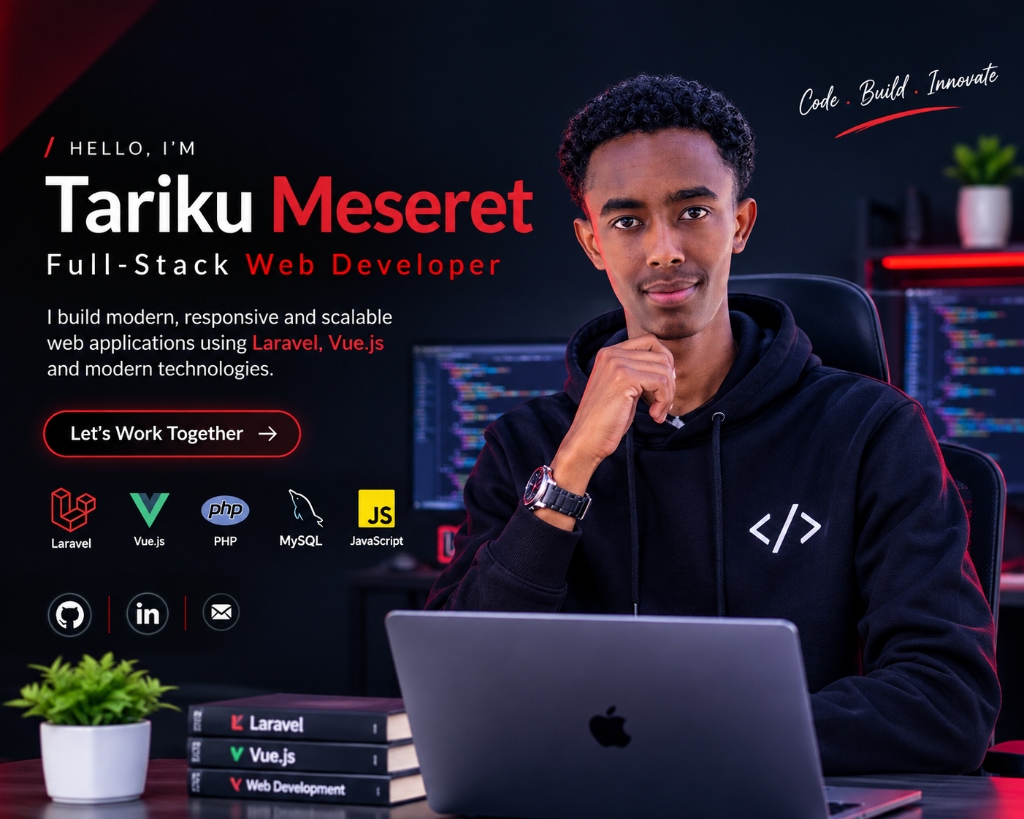 Code . Build . Innovate
/ HELLO, I'M
Tariku Meseret
Full-Stack Web Developer
I build modern, responsive and scalable
web applications using Laravel, Vue.js
and modern technologies.
Let's Work Together →
php
JS
Laravel
Vue.js
PHP
MySQL
JavaScript
in
</>
Laravel
Vue.js
Web Development